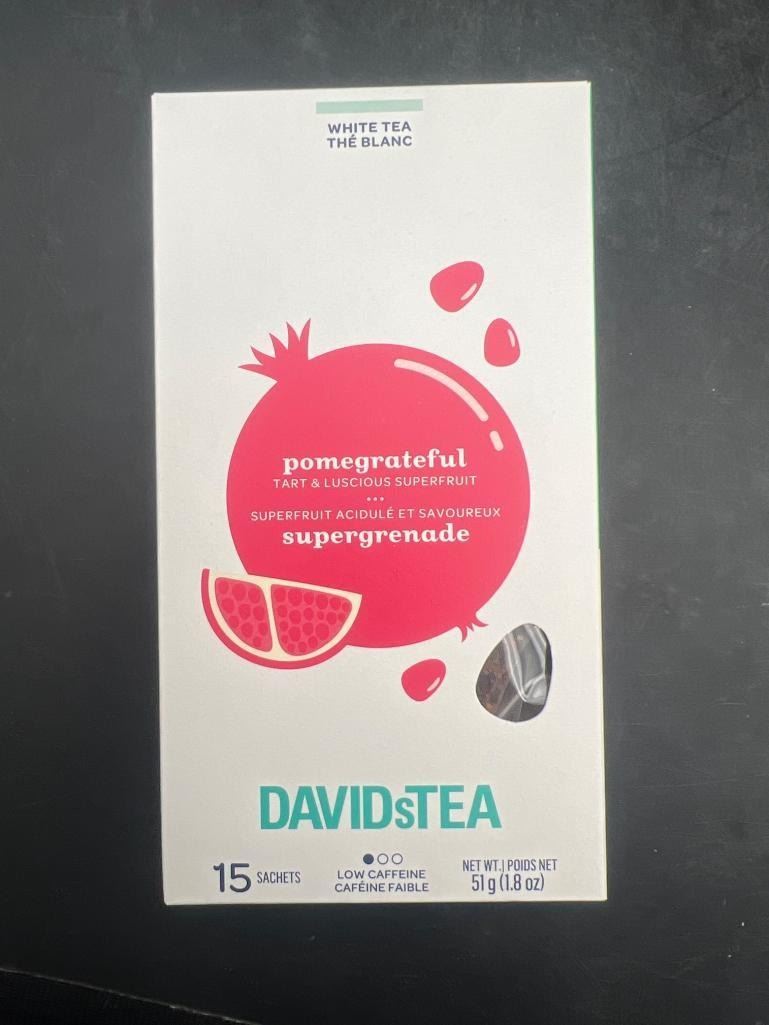 WHITE TEA
THÉ BLANC
pomegrateful
TART & LUSCIOUS SUPERFRUIT
...
SUPERFRUIT ACIDULÉ ET SAVOUREUX
supergrenade
DAVIDsTEA
15 SACHETS
LOW CAFFEINE
CAFÉINE FAIBLE
NET WT. | POIDS NET
51 g (1.8 oz)